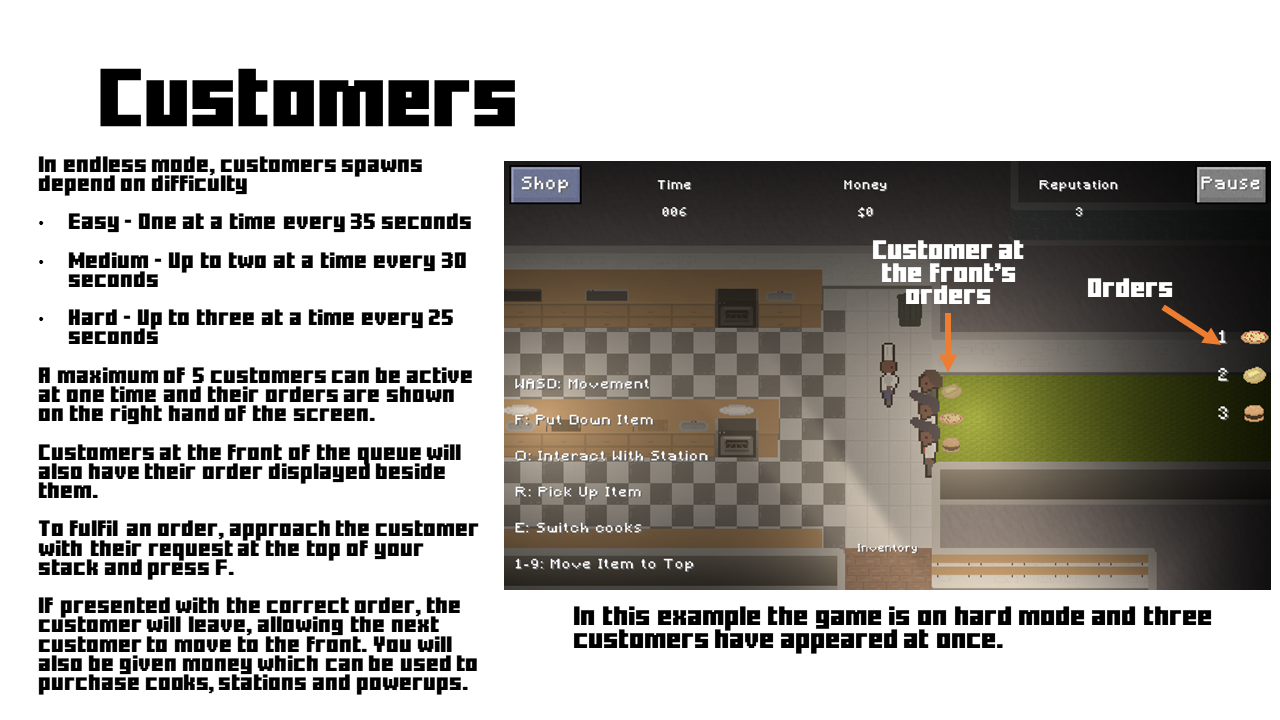 Customers
In endless mode, customers spawns
depend on difficulty
• Easy - One at a time every 35 seconds
• Medium - Up to two at a time every 30
seconds
• Hard - Up to three at a time every 25
seconds
A maximum of 5 customers can be active
at one time and their orders are shown
on the right hand of the screen.
Customers at the front of the queue will
also have their order displayed beside
them.
To fulfil an order, approach the customer
with their request at the top of your
stack and press F.
If presented with the correct order, the
customer will leave, allowing the next
customer to move to the front. You will
also be given money which can be used to
purchase cooks, stations and powerups.
Shop
Time
006
Money
$0
Reputation
3
Pause
Customer at
the front's
orders
Orders
1
2
3
WASD: Movement
F: Put Down Item
Q: Interact With Station
R: Pick Up Item
E: Switch cooks
1-9: Move Item to Top
Inventory
In this example the game is on hard mode and three
customers have appeared at once.